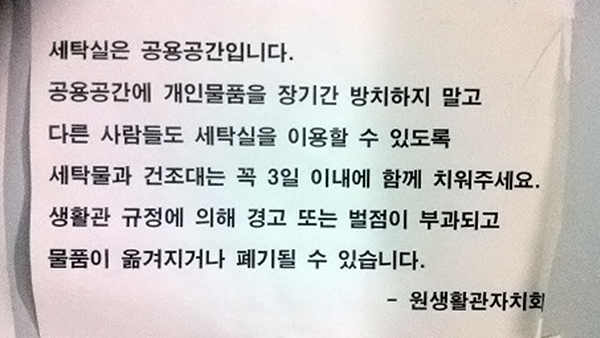 세탁실은 공용공간입니다.
공용공간에 개인물품을 장기간 방치하지 말고
다른 사람들도 세탁실을 이용할 수 있도록
세탁물과 건조대는 꼭 3일 이내에 함께 치워주세요.
생활관 규정에 의해 경고 또는 벌점이 부과되고
물품이 옮겨지거나 폐기될 수 있습니다.
- 원생활관자치회